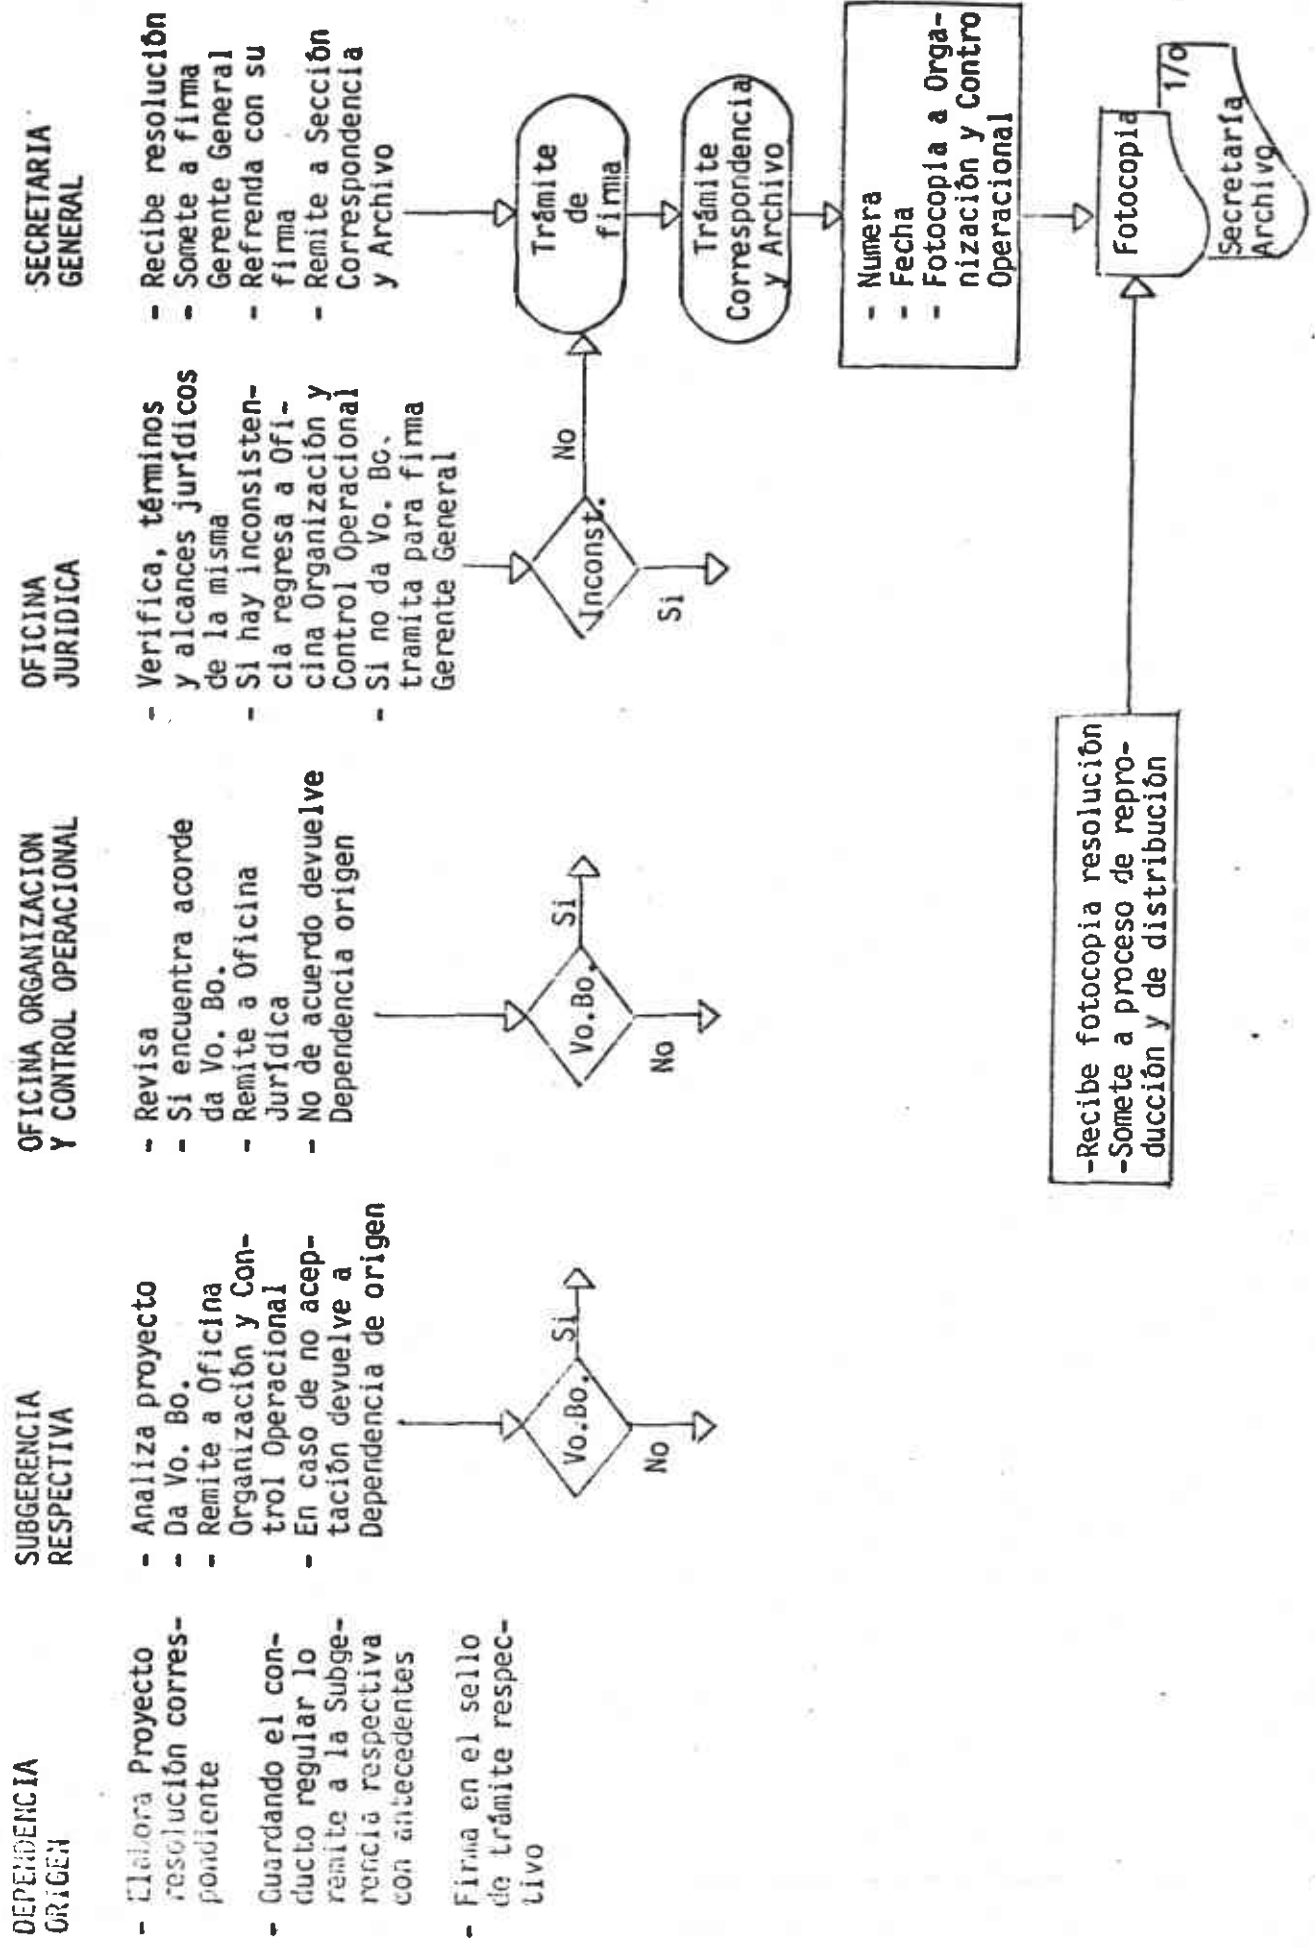 DEPENDENCIA
ORIGEN
- Elabora Proyecto
resolución corres-
pondiente
- Guardando el con-
ducto regular lo
remite a la Subge-
rencia respectiva
con antecedentes
- Firma en el sello
de trámite respec-
tivo
SUBGERENCIA
RESPECTIVA
- Analiza proyecto
- Da Vo. Bo.
- Remite a Oficina
Organización y Con-
trol Operacional
- En caso de no acep-
tación devuelve a
Dependencia de origen
Vo.Bo.
Si
No
OFICINA ORGANIZACION
Y CONTROL OPERACIONAL
- Revisa
- Si encuentra acorde
da Vo. Bo.
- Remite a Oficina
Jurídica
- No de acuerdo devuelve
Dependencia origen
Vo.Bo.
Si
No
OFICINA
JURIDICA
- Verifica, términos
y alcances jurídicos
de la misma
- Si hay inconsisten-
cia regresa a Ofi-
cina Organización y
Control Operacional
- Si no da Vo. Bo.
tramita para firma
Gerente General
Inconst.
No
Si
SECRETARIA
GENERAL
- Recibe resolución
- Somete a firma
Gerente General
- Refrenda con su
firma
- Remite a Sección
Correspondencia
y Archivo
Trámite
de
firma
Trámite
Correspondencia
y Archivo
- Numera
- Fecha
- Fotocopia a Orga-
nización y Contro
Operacional
-Recibe fotocopia resolución
-Somete a proceso de repro-
ducción y de distribución
Fotocopia
1/0
Secretaría
Archivo